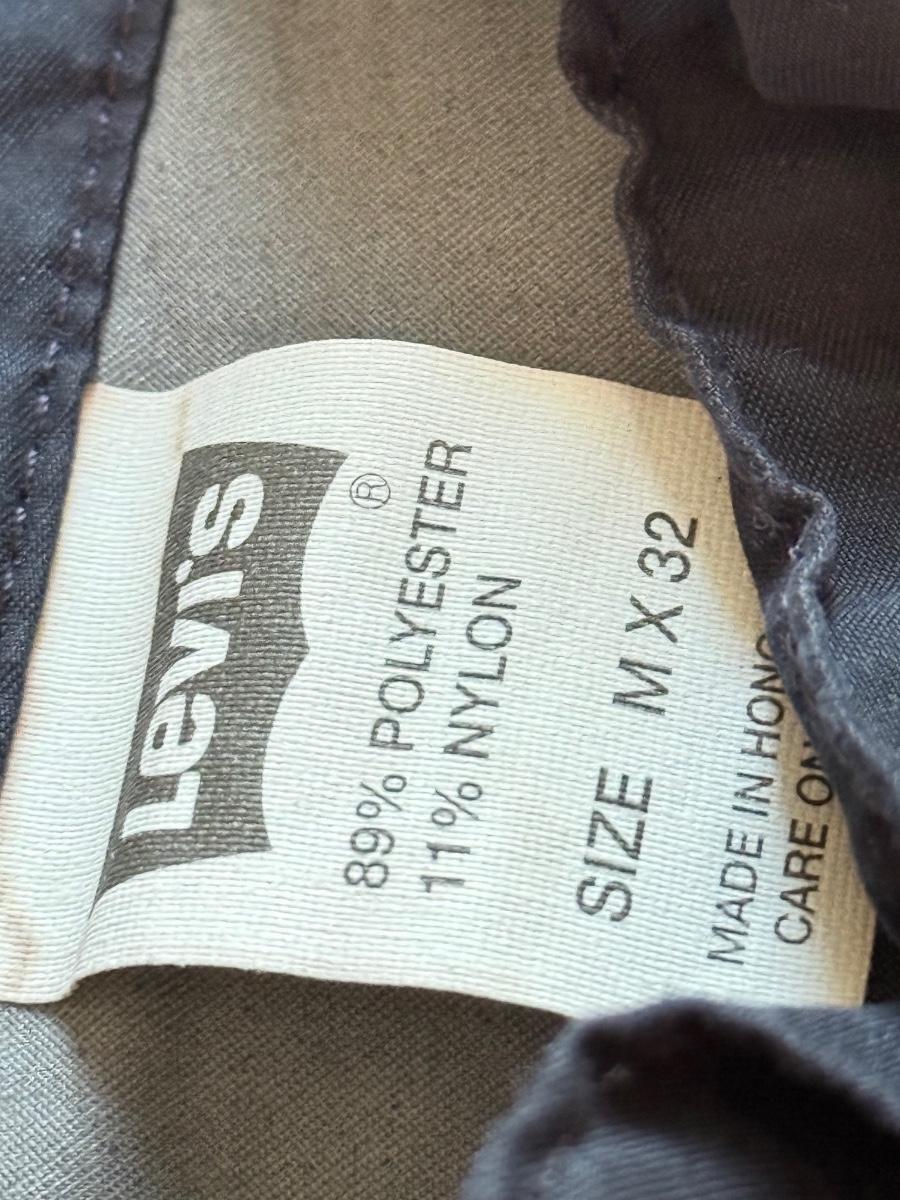 Levi's
®
89% POLYESTER
11% NYLON
SIZE M X 32
MADE IN HONG
CARE ON